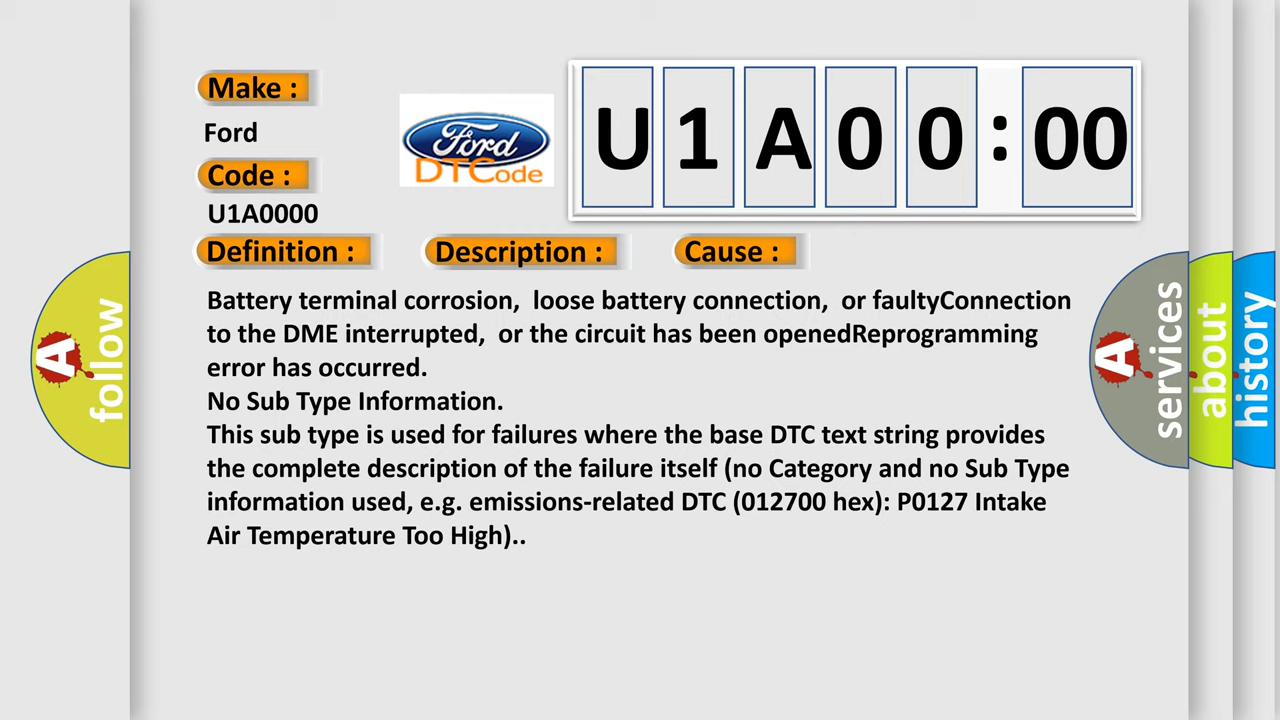 Make :
Ford
Code :
U1A0000
Ford
DTCode
U1A00:00
Definition :
Description :
Cause :
Battery terminal corrosion,  loose battery connection,  or faultyConnection
to the DME interrupted,  or the circuit has been openedReprogramming
error has occurred.
No Sub Type Information.
This sub type is used for failures where the base DTC text string provides
the complete description of the failure itself (no Category and no Sub Type
information used, e.g. emissions-related DTC (012700 hex): P0127 Intake
Air Temperature Too High)..
A follow
A services
about
history